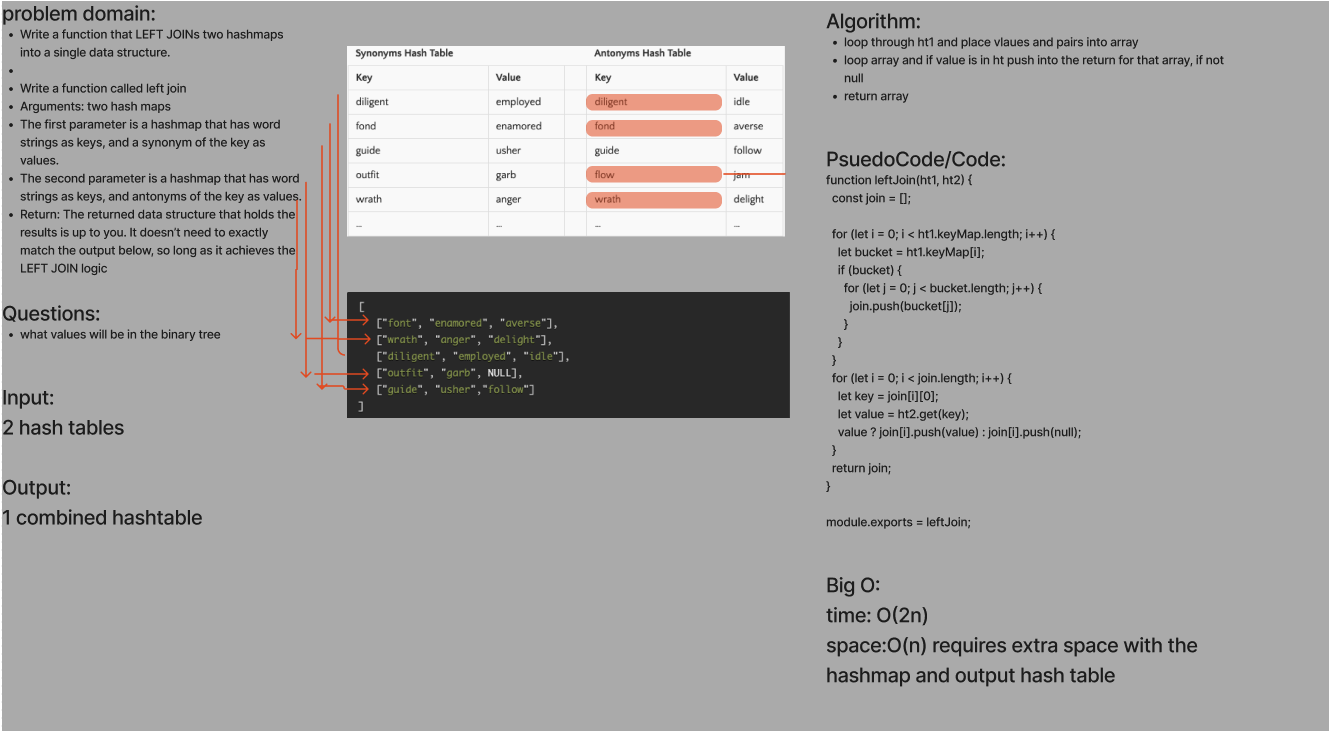 problem domain:
• Write a function that LEFT JOINs two hashmaps
into a single data structure.
•
• Write a function called left join
• Arguments: two hash maps
• The first parameter is a hashmap that has word
strings as keys, and a synonym of the key as
values.
• The second parameter is a hashmap that has word
strings as keys, and antonyms of the key as values.
• Return: The returned data structure that holds the
results is up to you. It doesn't need to exactly
match the output below, so long as it achieves the
LEFT JOIN logic
Questions:
• what values will be in the binary tree
Input:
2 hash tables
Output:
1 combined hashtable
Synonyms Hash Table Antonyms Hash Table
Key Value Key Value
diligent employed diligent idle
fond enamored fond averse
guide usher guide follow
outfit garb flow jam
wrath anger wrath delight
... ... ... ...
[
["font", "enamored", "averse"],
["wrath", "anger", "delight"],
["diligent", "employed", "idle"],
["outfit", "garb", NULL],
["guide", "usher","follow"]
]
Algorithm:
• loop through ht1 and place vlaues and pairs into array
• loop array and if value is in ht push into the return for that array, if not
null
• return array
PsuedoCode/Code:
function leftJoin(ht1, ht2) {
const join = [];
for (let i = 0; i < ht1.keyMap.length; i++) {
let bucket = ht1.keyMap[i];
if (bucket) {
for (let j = 0; j < bucket.length; j++) {
join.push(bucket[j]);
}
}
}
for (let i = 0; i < join.length; i++) {
let key = join[i][0];
let value = ht2.get(key);
value ? join[i].push(value) : join[i].push(null);
}
return join;
}
module.exports = leftJoin;
Big O:
time: O(2n)
space:O(n) requires extra space with the
hashmap and output hash table